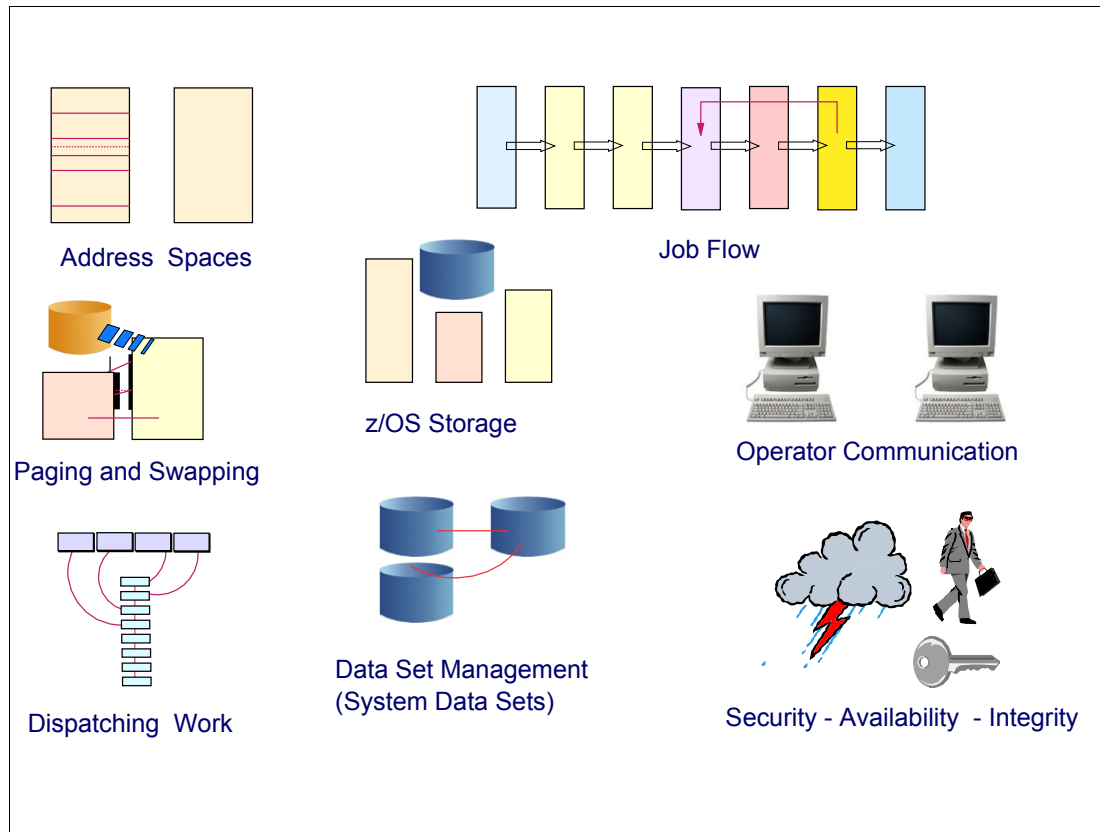 Address Spaces
Job Flow
z/OS Storage
Operator Communication
Paging and Swapping
Data Set Management
(System Data Sets)
Dispatching Work
Security - Availability - Integrity